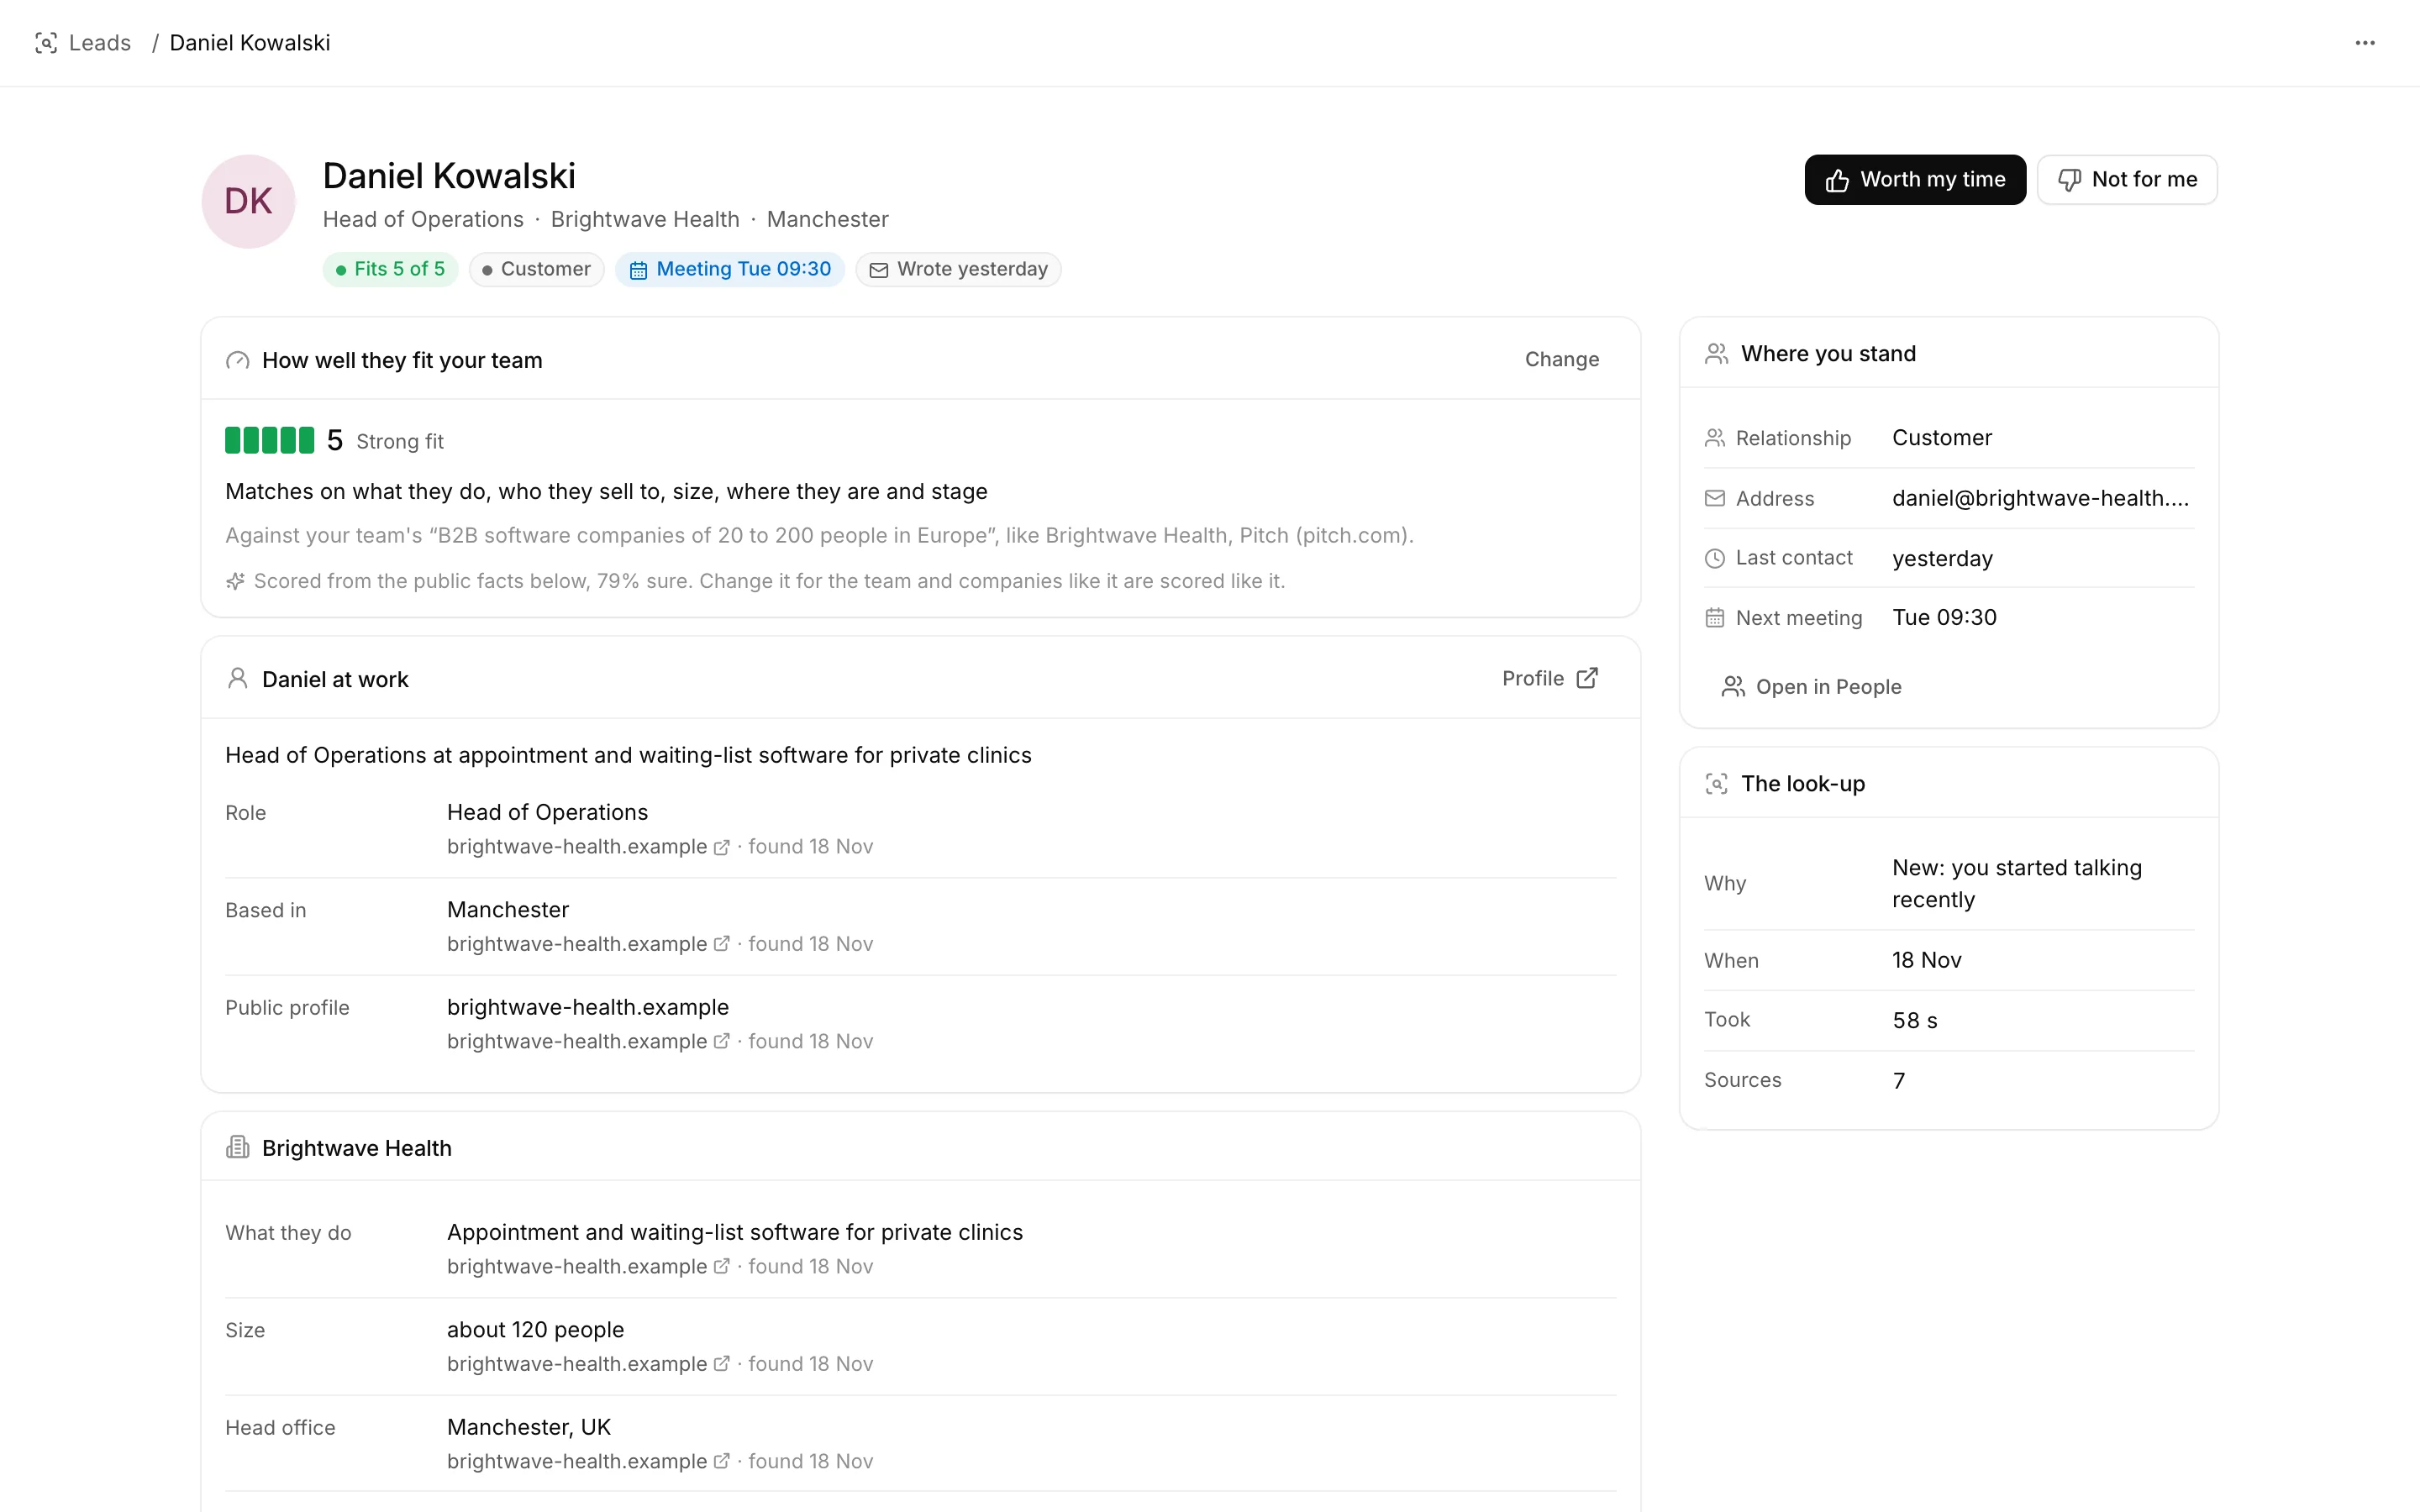 Leads / Daniel Kowalski
DK
Daniel Kowalski
Head of Operations · Brightwave Health · Manchester
Fits 5 of 5
Customer
Meeting Tue 09:30
Wrote yesterday
Worth my time
Not for me
How well they fit your team
Change
5 Strong fit
Matches on what they do, who they sell to, size, where they are and stage
Against your team's “B2B software companies of 20 to 200 people in Europe”, like Brightwave Health, Pitch (pitch.com).
Scored from the public facts below, 79% sure. Change it for the team and companies like it are scored like it.
Daniel at work
Profile
Head of Operations at appointment and waiting-list software for private clinics
Role
Head of Operations
brightwave-health.example · found 18 Nov
Based in
Manchester
brightwave-health.example · found 18 Nov
Public profile
brightwave-health.example
brightwave-health.example · found 18 Nov
Brightwave Health
What they do
Appointment and waiting-list software for private clinics
brightwave-health.example · found 18 Nov
Size
about 120 people
brightwave-health.example · found 18 Nov
Head office
Manchester, UK
brightwave-health.example · found 18 Nov
Where you stand
Relationship Customer
Address daniel@brightwave-health....
Last contact yesterday
Next meeting Tue 09:30
Open in People
The look-up
Why
New: you started talking
recently
When 18 Nov
Took 58 s
Sources 7